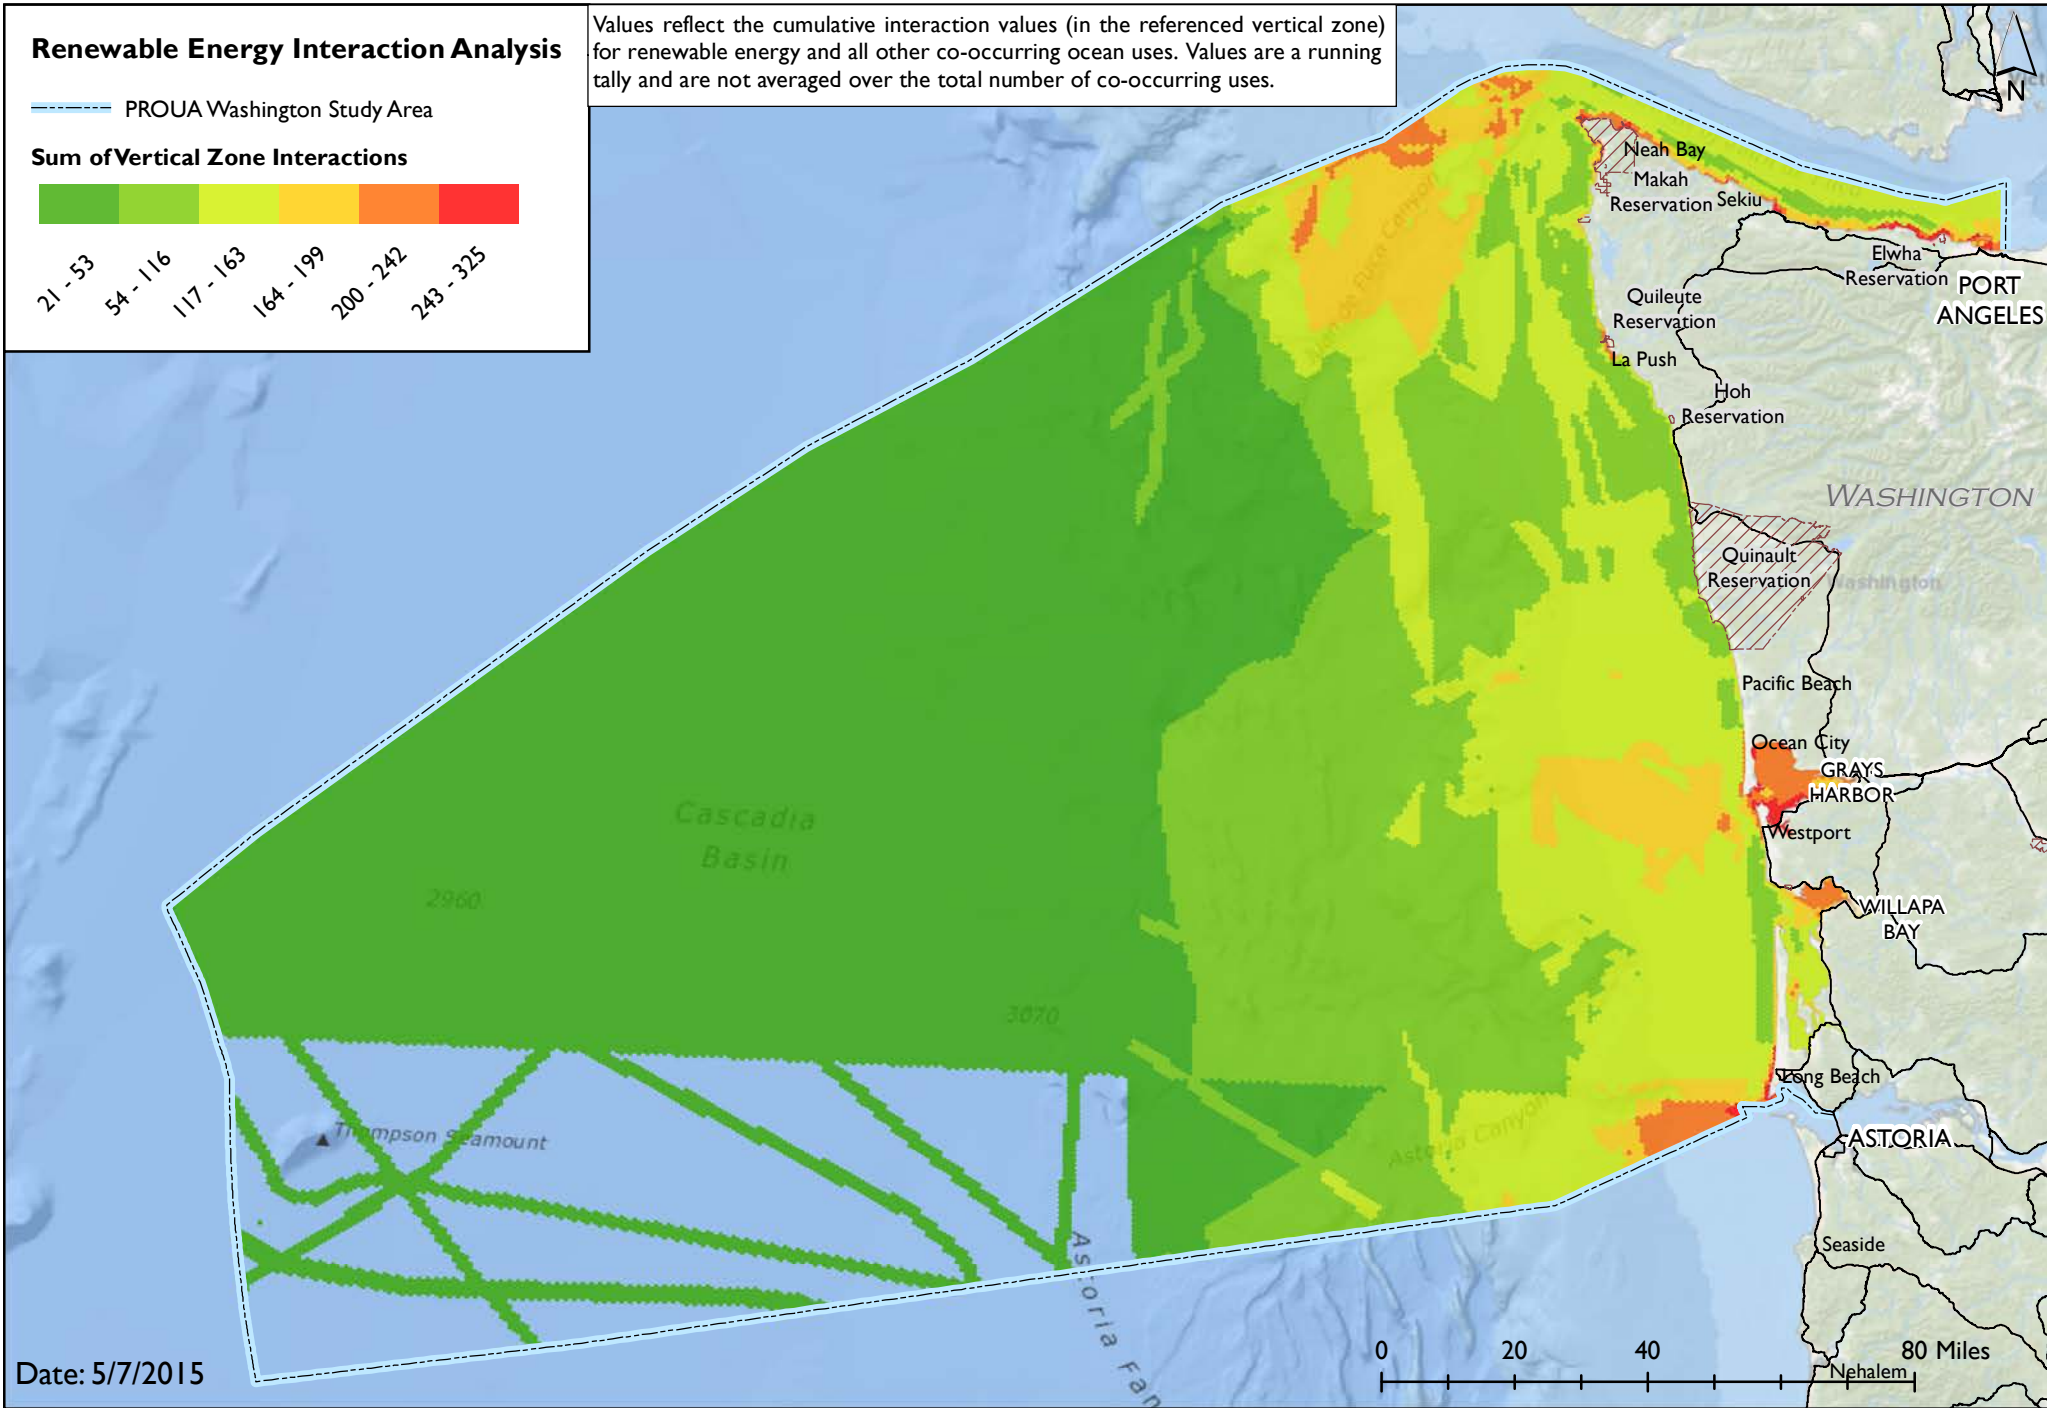 Renewable Energy Interaction Analysis
PROUA Washington Study Area
Sum of Vertical Zone Interactions
21 - 53
54 - 116
117 - 163
164 - 199
200 - 242
243 - 325
Values reflect the cumulative interaction values (in the referenced vertical zone)
for renewable energy and all other co-occurring ocean uses. Values are a running
tally and are not averaged over the total number of co-occurring uses.
N
Neah Bay
Makah
Reservation
Sekiu
Elwha
Reservation
PORT
ANGELES
Juan de Fuca Canyon
Quileute
Reservation
La Push
Hoh
Reservation
WASHINGTON
Quinault
Reservation
Washington
Pacific Beach
Ocean City
GRAYS
HARBOR
Westport
Cascadia
Basin
2960
WILLAPA
BAY
3070
Long Beach
Thompson Seamount
Astoria Canyon
ASTORIA
Astoria Fan
Seaside
0 20 40 80 Miles
Nehalem
Date: 5/7/2015